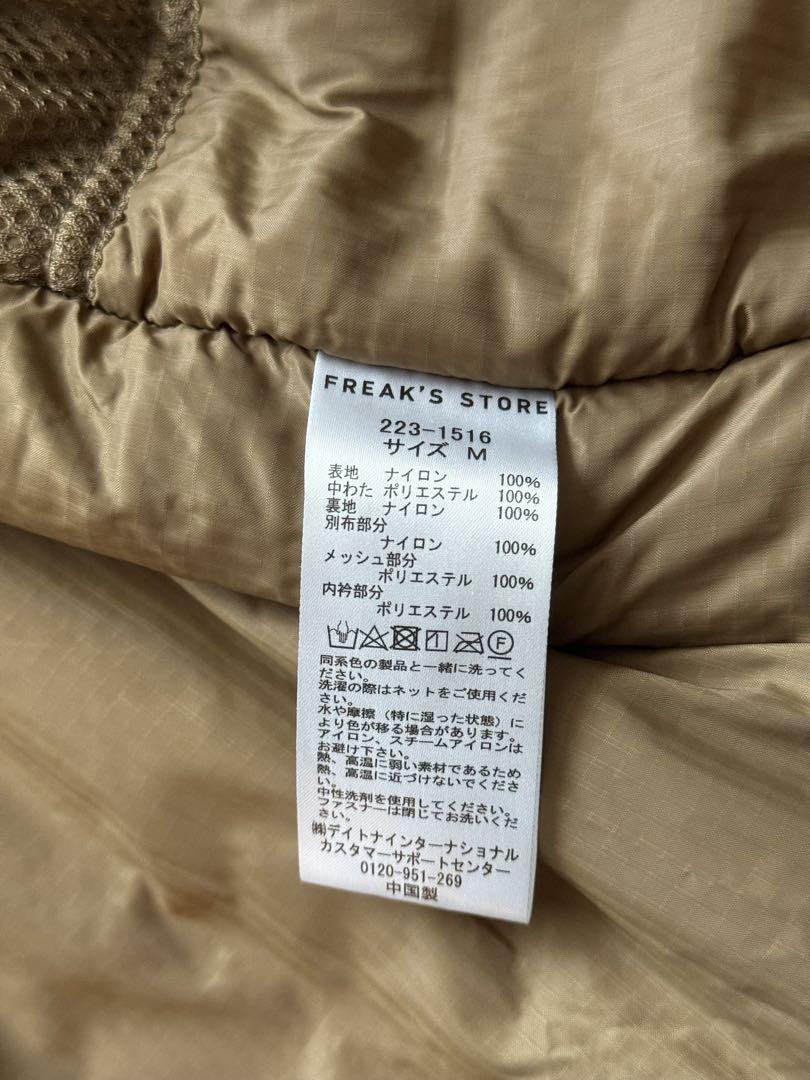 FREAK'S STORE
223-1516
サイズ M
表地 ナイロン 100%
中わた ポリエステル 100%
裏地 ナイロン 100%
別布部分
ナイロン 100%
メッシュ部分
ポリエステル 100%
内衿部分
ポリエステル 100%
F
同系色の製品と一緒に洗ってく
ださい。
洗濯の際はネットをご使用くだ
さい。
水や摩擦（特に湿った状態）に
より色が移る場合があります。
アイロン、スチームアイロンは
お避け下さい。
熱、高温に弱い素材であるため
熱、高温に近づけないでくださ
い。
中性洗剤を使用してください。
ファスナーは閉じてお洗いくだ
さい。
㈱デイトナインターナショナル
カスタマーサポートセンター
0120-951-269
中国製